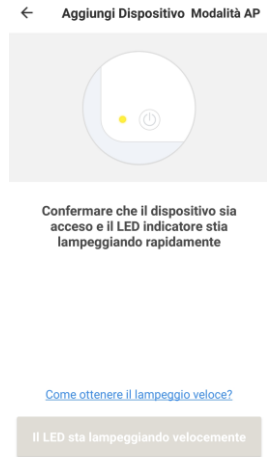 Aggiungi Dispositivo Modalità AP
Confermare che il dispositivo sia
acceso e il LED indicatore stia
lampeggiando rapidamente
Come ottenere il lampeggio veloce?
Il LED sta lampeggiando velocemente